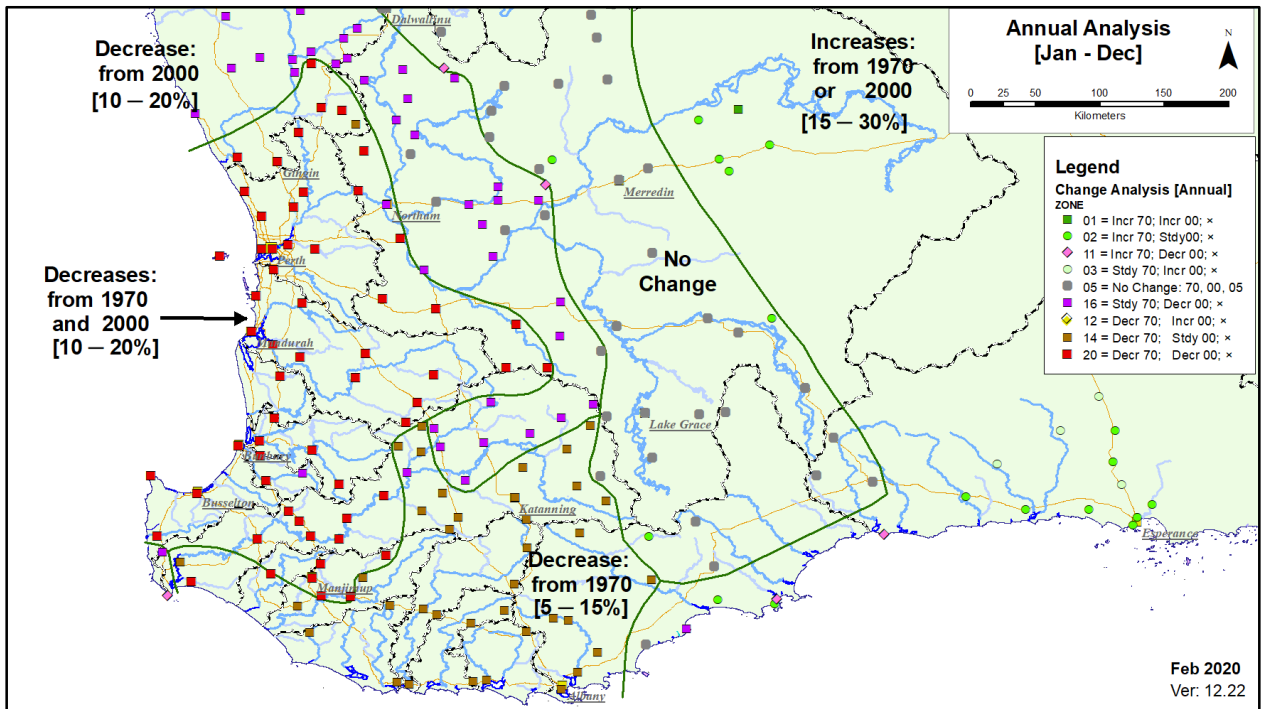 Dalwallinu
Decrease:
from 2000
[10 – 20%]
Increases:
from 1970
or 2000
[15 – 30%]
Annual Analysis
[Jan - Dec]
N
0 25 50 100 150 200
Kilometers
Legend
Change Analysis [Annual]
ZONE
01 = Incr 70; Incr 00; ×
02 = Incr 70; Stdy00; ×
11 = Incr 70; Decr 00; ×
03 = Stdy 70; Incr 00; ×
05 = No Change: 70, 00, 05
16 = Stdy 70; Decr 00; ×
12 = Decr 70; Incr 00; ×
14 = Decr 70; Stdy 00; ×
20 = Decr 70; Decr 00; ×
Gingin
Merredin
Northam
Perth
No
Change
Decreases:
from 1970
and 2000
[10 – 20%]
Mandurah
Lake Grace
Bunbury
Busselton
Katanning
Esperance
Decrease:
from 1970
[5 – 15%]
Manjimup
Albany
Feb 2020
Ver: 12.22